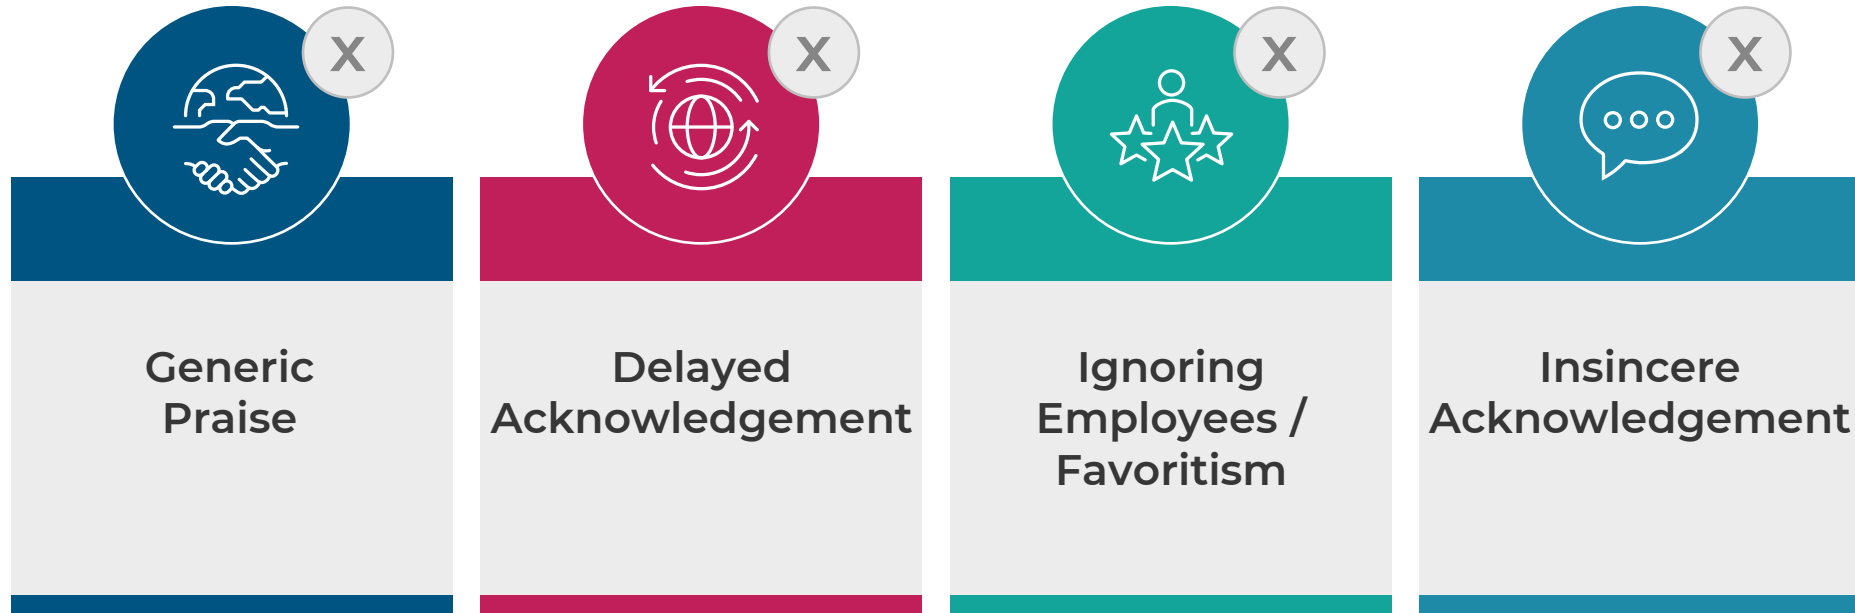 X
X
X
X
Generic
Praise
Delayed
Acknowledgement
Ignoring
Employees /
Favoritism
Insincere
Acknowledgement